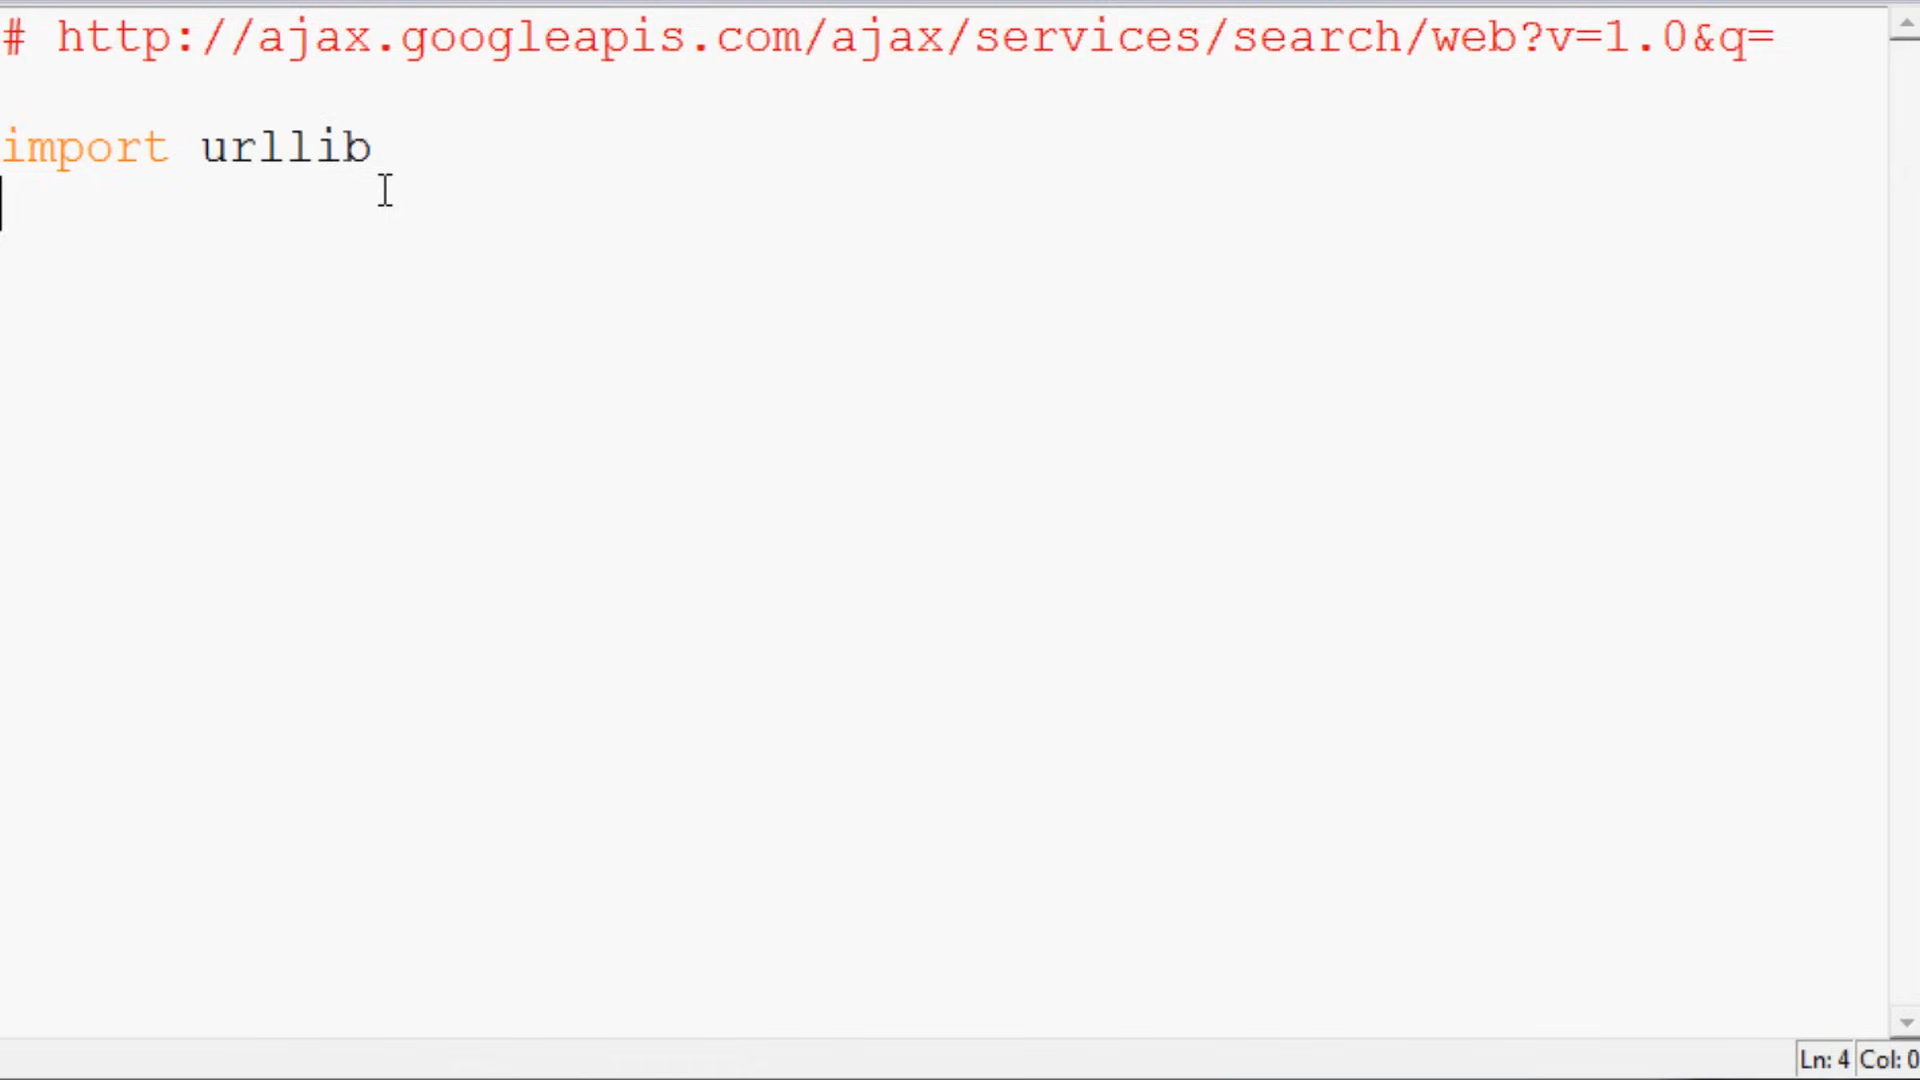 # http://ajax.googleapis.com/ajax/services/search/web?v=1.0&q=
import urllib
Ln: 4 Col: 0